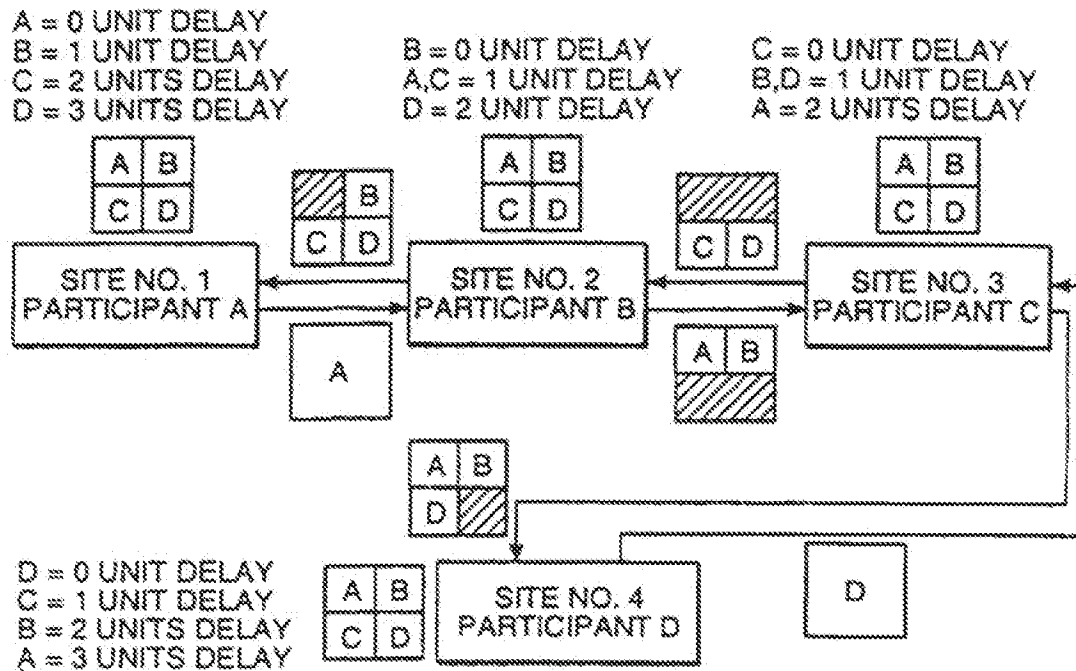 A = 0 UNIT DELAY
B = 1 UNIT DELAY
C = 2 UNITS DELAY
D = 3 UNITS DELAY
B = 0 UNIT DELAY
A,C = 1 UNIT DELAY
D = 2 UNIT DELAY
C = 0 UNIT DELAY
B,D = 1 UNIT DELAY
A = 2 UNITS DELAY
A B
C D
B
C D
A B
C D
C D
A B
C D
SITE NO. 1
PARTICIPANT A
SITE NO. 2
PARTICIPANT B
SITE NO. 3
PARTICIPANT C
A
A B
A B
D
D = 0 UNIT DELAY
C = 1 UNIT DELAY
B = 2 UNITS DELAY
A = 3 UNITS DELAY
A B
C D
SITE NO. 4
PARTICIPANT D
D